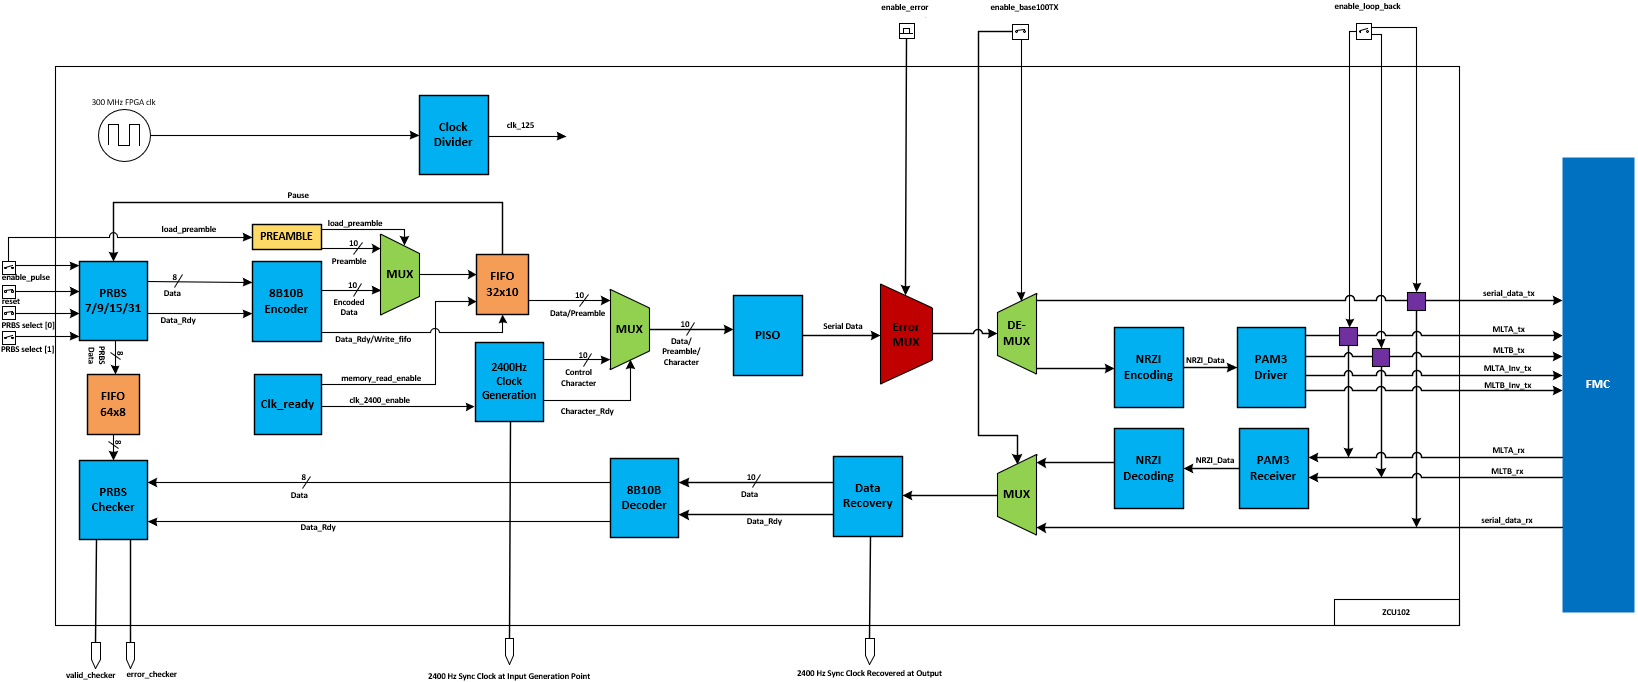 enable_error
enable_base100TX
enable_loop_back
300 MHz FPGA clk
Clock
Divider
clk_125
Pause
load_preamble
PREAMBLE
load_preamble
10
Preamble
MUX
enable_pulse
reset
PRBS select [0]
PRBS select [1]
PRBS
7/9/15/31
8
Data
Data_Rdy
8B10B
Encoder
10
Encoded
Data
Data_Rdy/Write_fifo
FIFO
32x10
10
Data/Preamble
MUX
10
Data/
Preamble/
Character
PISO
Serial Data
Error
MUX
DE-
MUX
serial_data_tx
MLTA_tx
MLTB_tx
MLTA_Inv_tx
MLTB_Inv_tx
NRZI
Encoding
NRZI_Data
PAM3
Driver
FMC
PRBS
Data
8
FIFO
64x8
8
Clk_ready
memory_read_enable
clk_2400_enable
2400Hz
Clock
Generation
10
Control
Character
Character_Rdy
PRBS
Checker
8
Data
Data_Rdy
8B10B
Decoder
10
Data
Data_Rdy
Data
Recovery
MUX
NRZI
Decoding
NRZI_Data
PAM3
Receiver
MLTA_rx
MLTB_rx
serial_data_rx
ZCU102
valid_checker
error_checker
2400 Hz Sync Clock at Input Generation Point
2400 Hz Sync Clock Recovered at Output